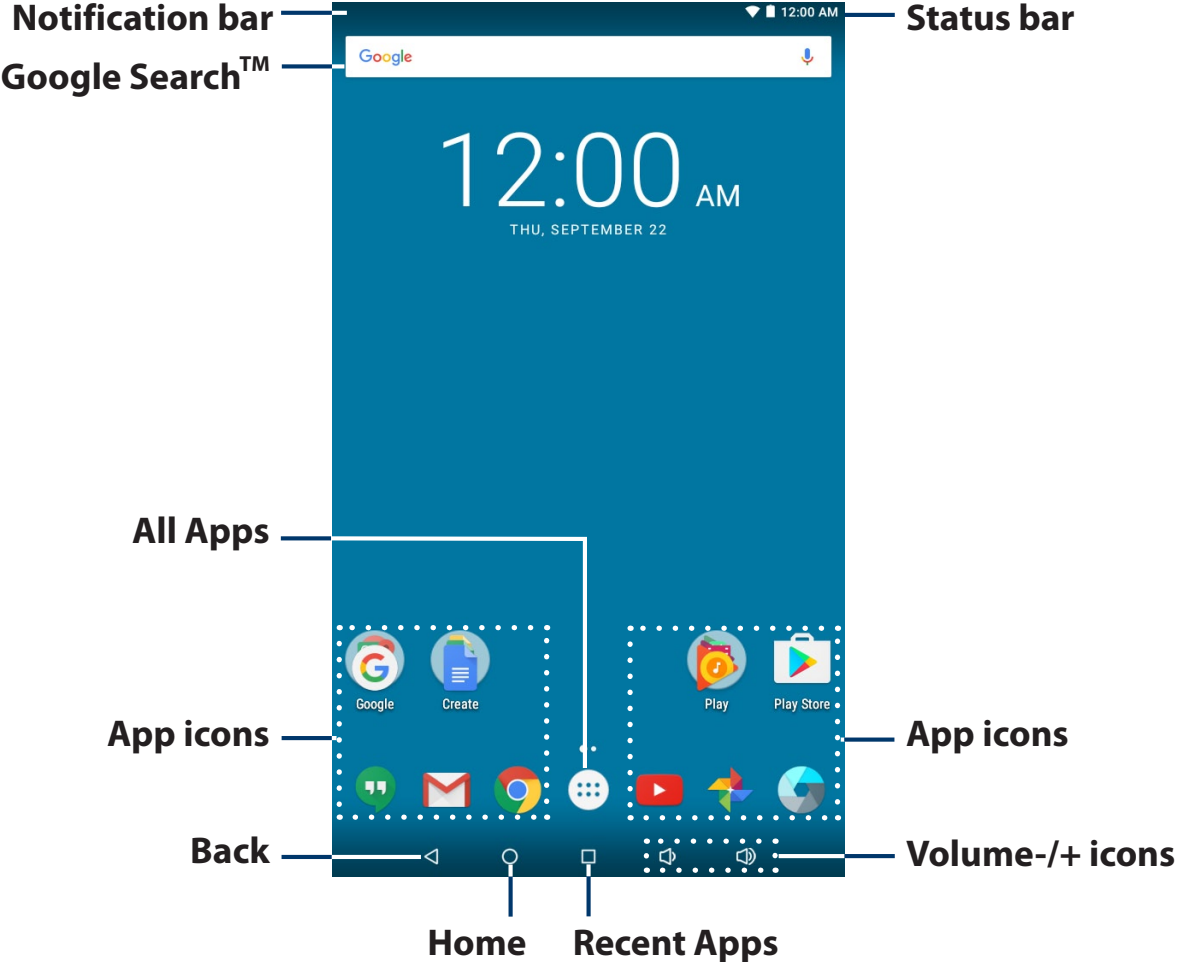 Notification bar
12:00 AM
Status bar
Google Search™
Google
12:00 AM
THU, SEPTEMBER 22
All Apps
Google
Create
Play
Play Store
App icons
App icons
Back
Volume-/+ icons
Home
Recent Apps